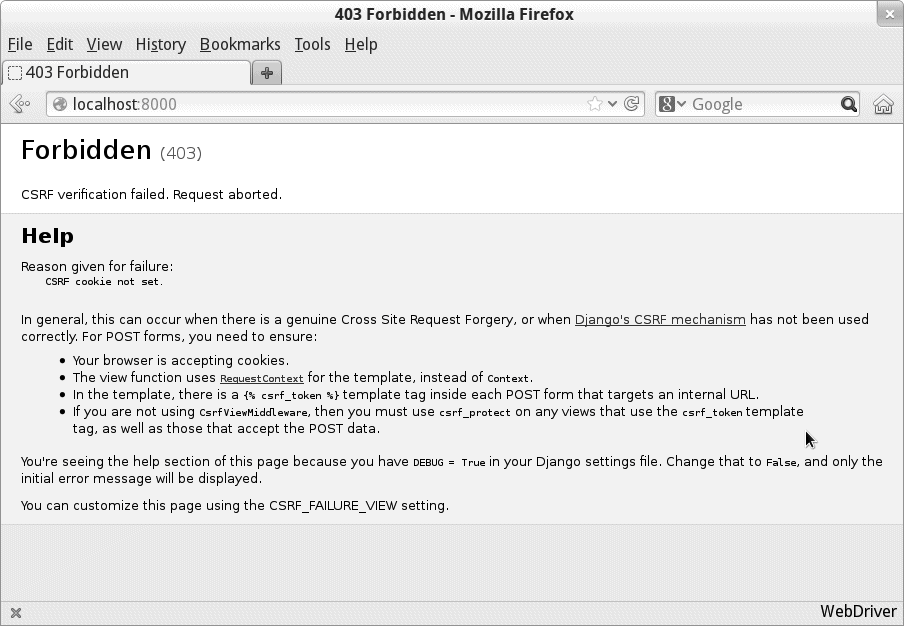 403 Forbidden - Mozilla Firefox
File Edit View History Bookmarks Tools Help
403 Forbidden
localhost:8000 8 Google
Forbidden (403)
CSRF verification failed. Request aborted.
Help
Reason given for failure:
CSRF cookie not set.
In general, this can occur when there is a genuine Cross Site Request Forgery, or when Django's CSRF mechanism has not been used
correctly. For POST forms, you need to ensure:
• Your browser is accepting cookies.
• The view function uses RequestContext for the template, instead of Context.
• In the template, there is a {% csrf_token %} template tag inside each POST form that targets an internal URL.
• If you are not using CsrfViewMiddleware, then you must use csrf_protect on any views that use the csrf_token template
tag, as well as those that accept the POST data.
You're seeing the help section of this page because you have DEBUG = True in your Django settings file. Change that to False, and only the
initial error message will be displayed.
You can customize this page using the CSRF_FAILURE_VIEW setting.
WebDriver